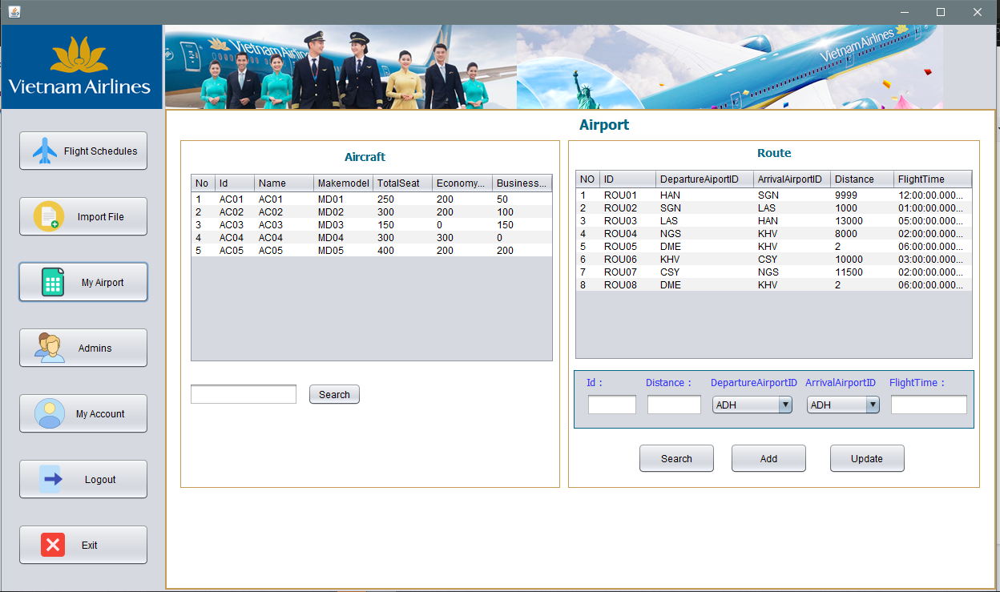 Vietnam Airlines
Vietnam Airlines
Vietnam Airlines
Airport
Flight Schedules
Import File
My Airport
Admins
My Account
Logout
Exit
Aircraft
No Id Name Makemodel TotalSeat Economy... Business...
1 AC01 AC01 MD01 250 200 50
2 AC02 AC02 MD02 300 200 100
3 AC03 AC03 MD03 150 0 150
4 AC04 AC04 MD04 300 300 0
5 AC05 AC05 MD05 400 200 200
Search
Route
NO ID DepartureAiportID ArrivalAirportID Distance FlightTime
1 ROU01 HAN SGN 9999 12:00:00.000...
2 ROU02 SGN LAS 1000 01:00:00.000...
3 ROU03 LAS HAN 13000 05:00:00.000...
4 ROU04 NGS KHV 8000 02:00:00.000...
5 ROU05 DME KHV 2 06:00:00.000...
6 ROU06 KHV CSY 10000 03:00:00.000...
7 ROU07 CSY NGS 11500 02:00:00.000...
8 ROU08 DME KHV 2 06:00:00.000...
Id : Distance : DepartureAirportID ArrivalAirportID FlightTime :
ADH ADH
Search Add Update